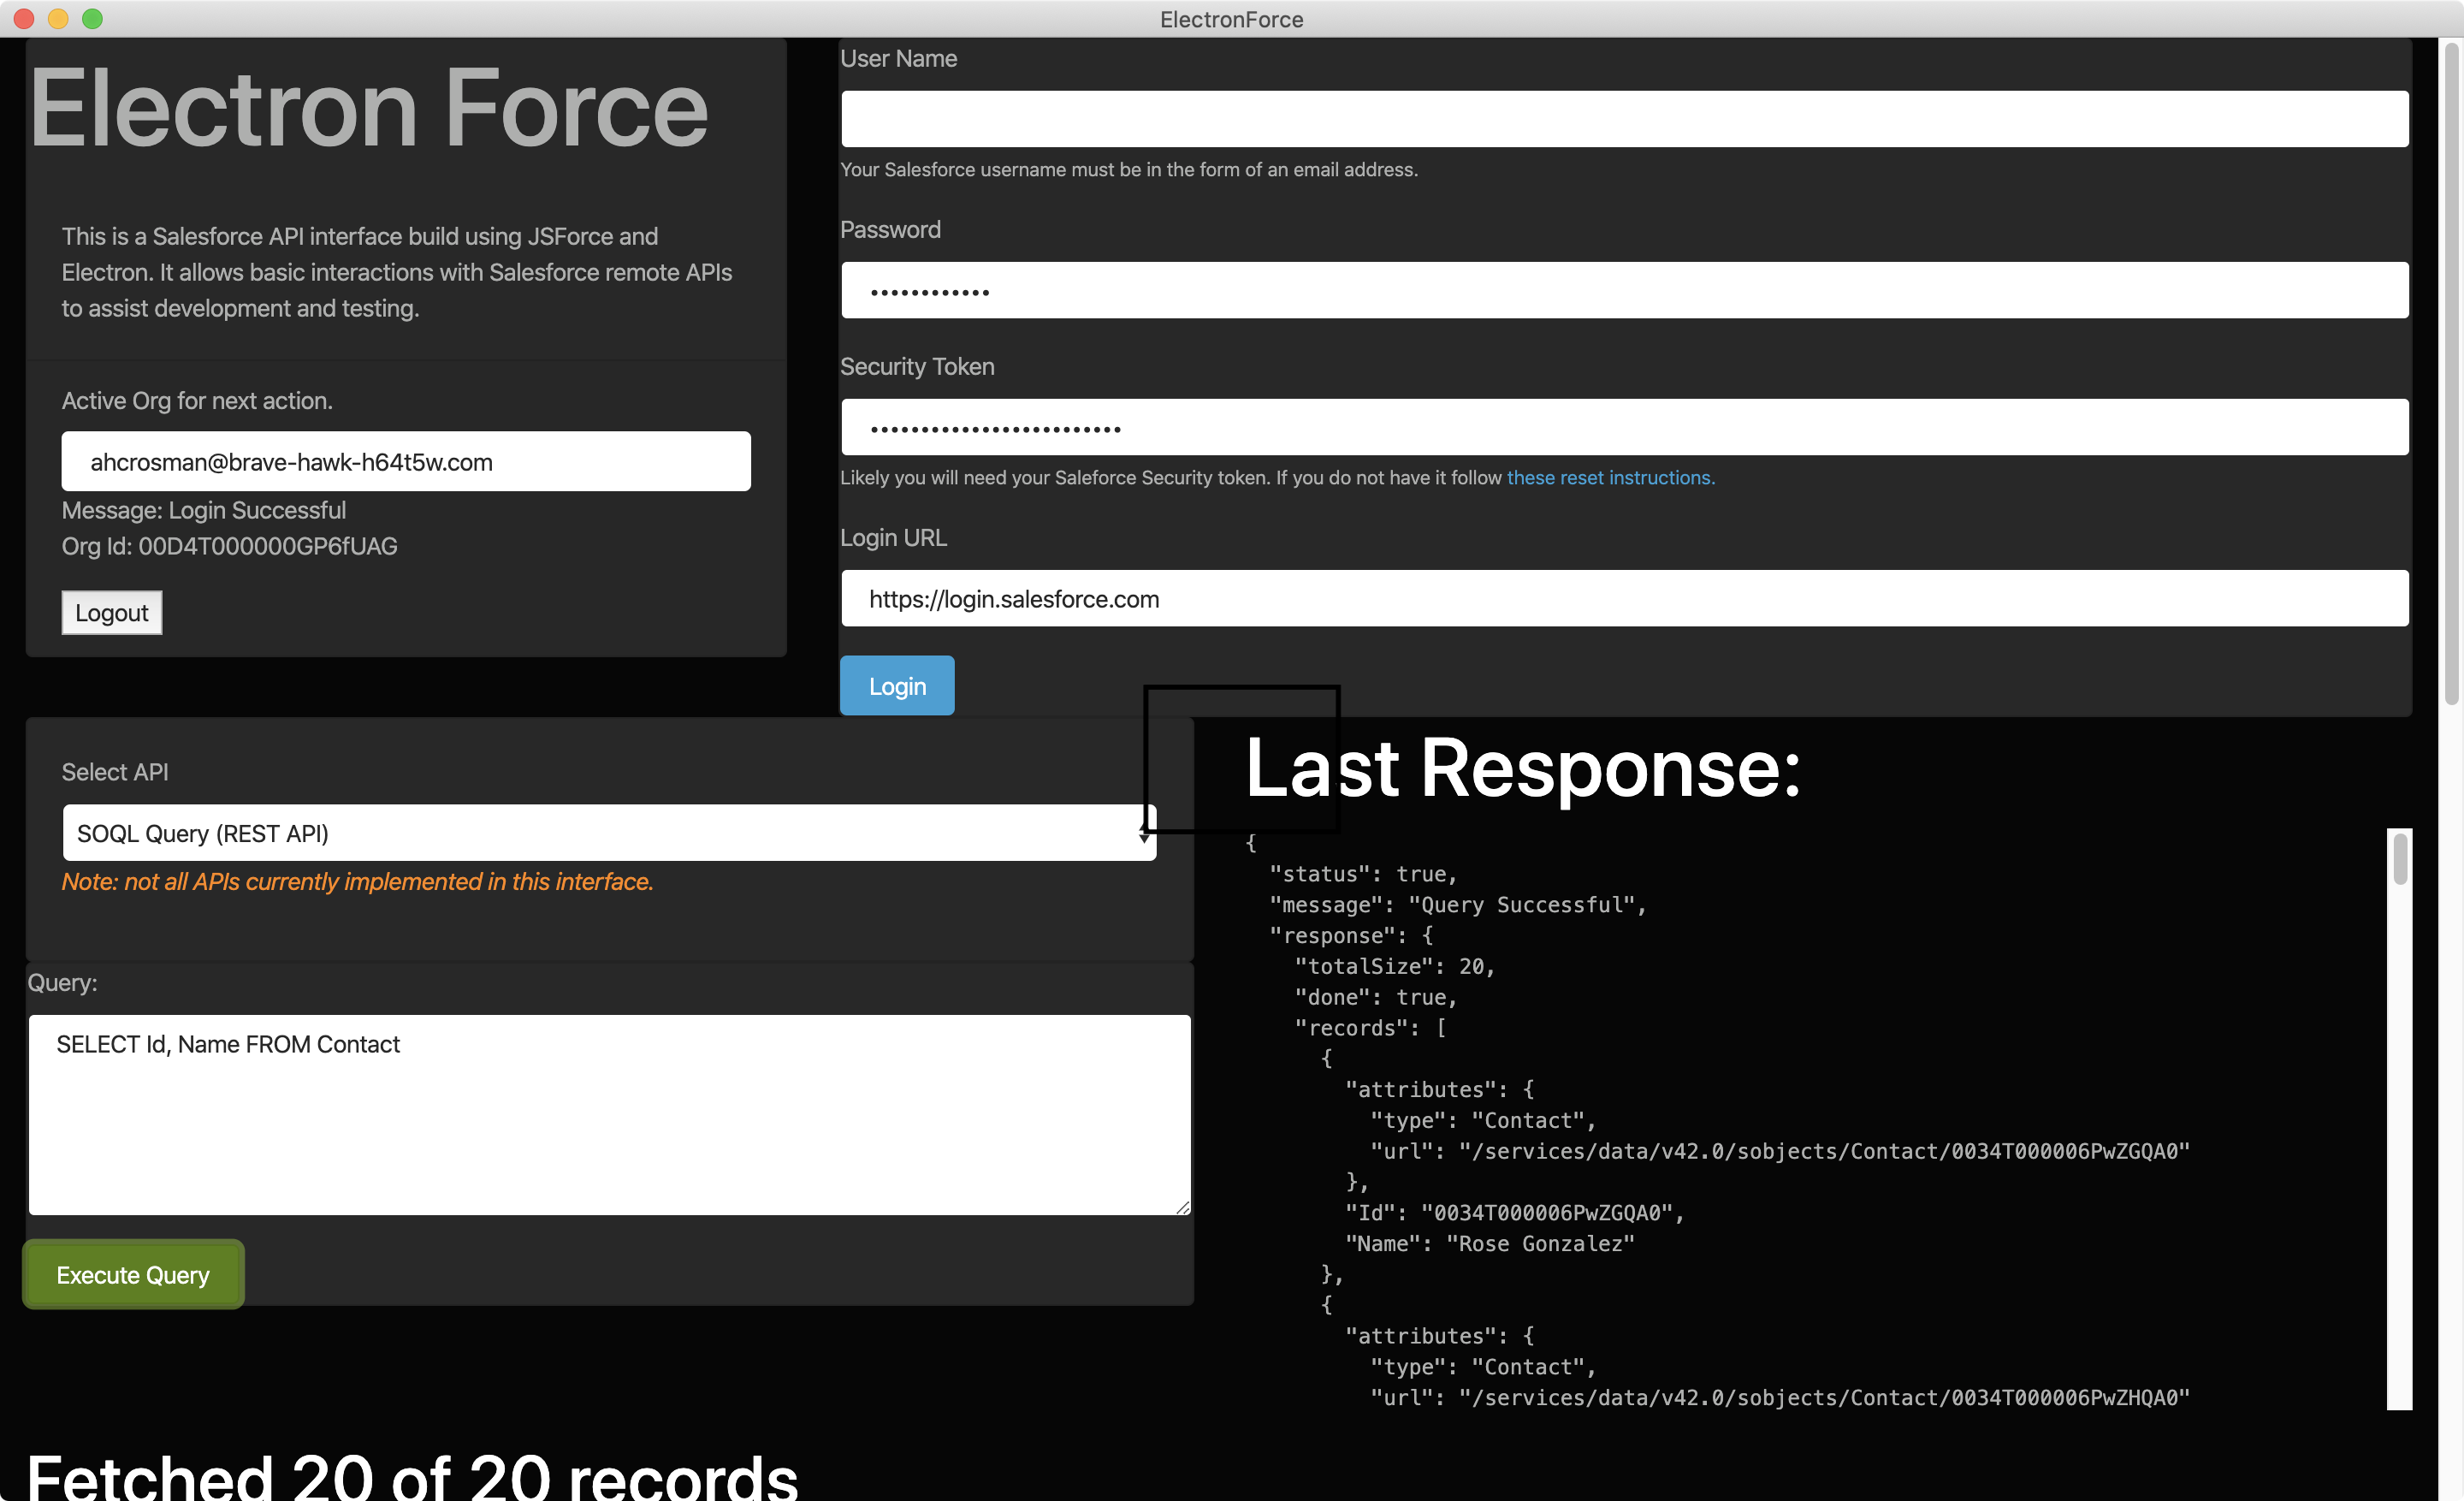 ElectronForce
Electron Force
This is a Salesforce API interface build using JSForce and
Electron. It allows basic interactions with Salesforce remote APIs
to assist development and testing.
Active Org for next action.
ahcrosman@brave-hawk-h64t5w.com
Message: Login Successful
Org Id: 00D4T000000GP6fUAG
Logout
User Name
Your Salesforce username must be in the form of an email address.
Password
••••••••••••
Security Token
•••••••••••••••••••••••••
Likely you will need your Saleforce Security token. If you do not have it follow these reset instructions.
Login URL
https://login.salesforce.com
Login
Select API
SOQL Query (REST API)
Note: not all APIs currently implemented in this interface.
Query:
SELECT Id, Name FROM Contact
Execute Query
Last Response:
{
  "status": true,
  "message": "Query Successful",
  "response": {
    "totalSize": 20,
    "done": true,
    "records": [
      {
        "attributes": {
          "type": "Contact",
          "url": "/services/data/v42.0/sobjects/Contact/0034T000006PwZGQA0"
        },
        "Id": "0034T000006PwZGQA0",
        "Name": "Rose Gonzalez"
      },
      {
        "attributes": {
          "type": "Contact",
          "url": "/services/data/v42.0/sobjects/Contact/0034T000006PwZHQA0"
Fetched 20 of 20 records